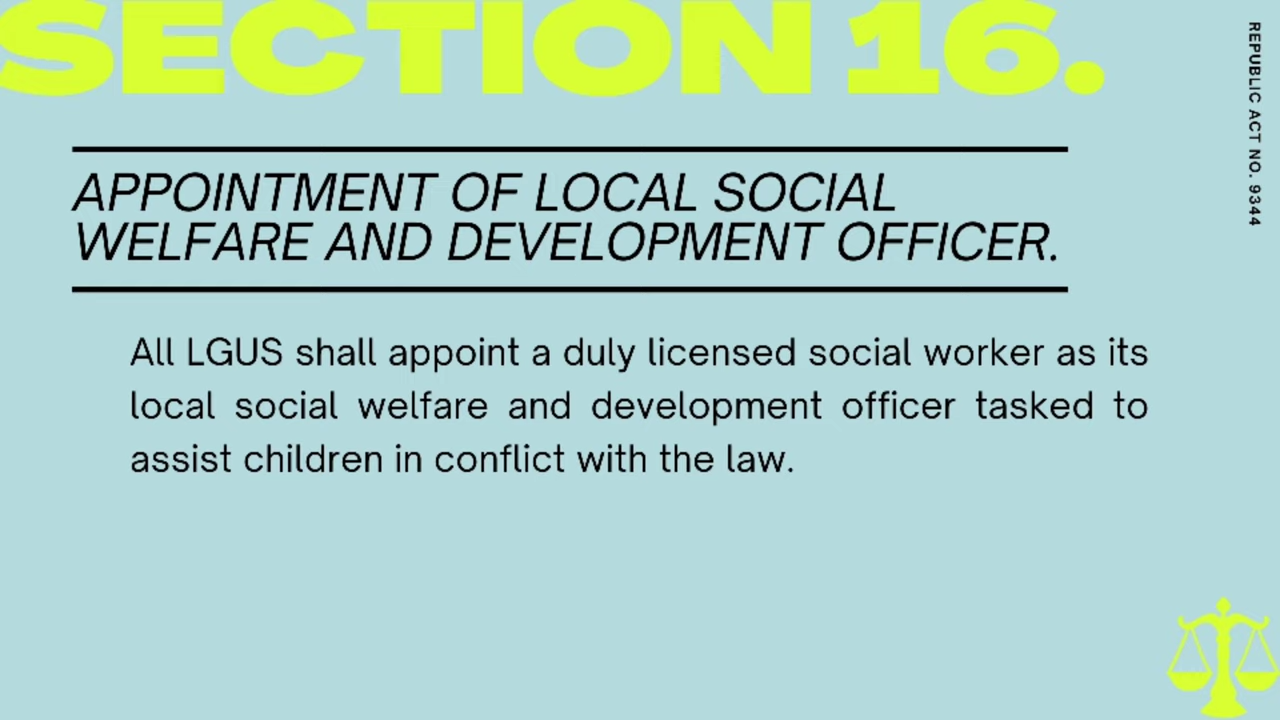 SECTION 16.
REPUBLIC ACT NO. 9344
APPOINTMENT OF LOCAL SOCIAL
WELFARE AND DEVELOPMENT OFFICER.
All LGUS shall appoint a duly licensed social worker as its
local social welfare and development officer tasked to
assist children in conflict with the law.